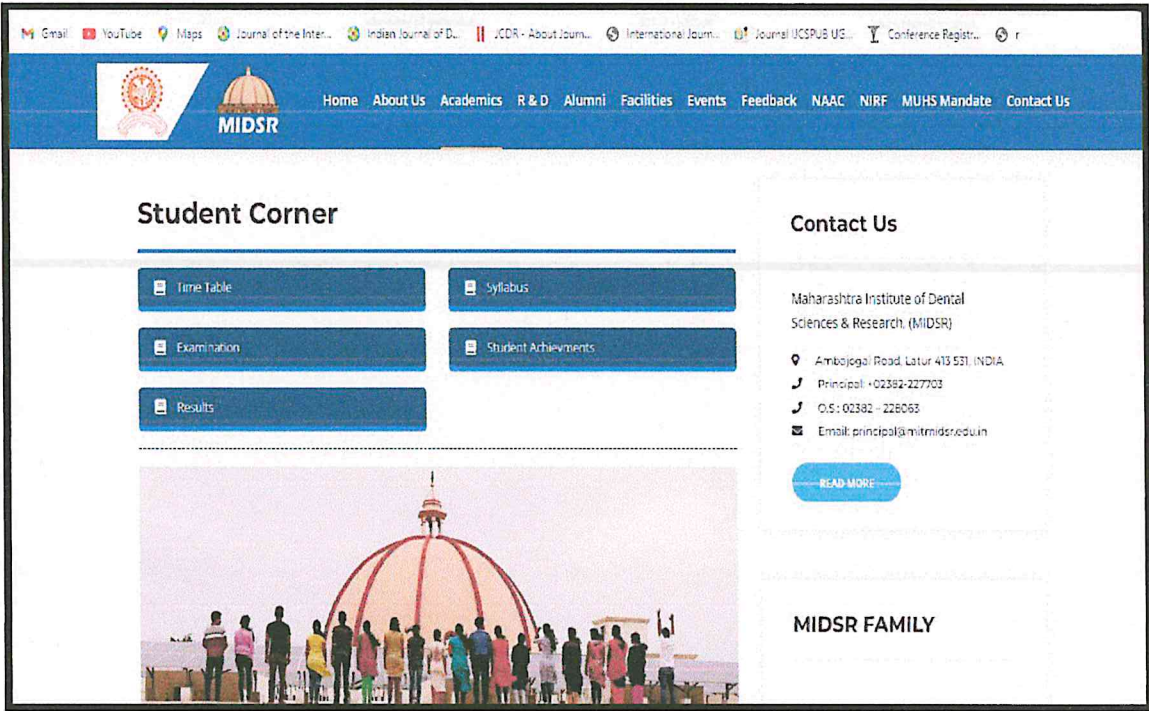 Gmail YouTube Maps Journal of the Inter... Indian Journal of D... JCDR - About Journ... International Journ... Journal IJCSPUB UG... Conference Registr... r
MIDSR
Home About Us Academics R & D Alumni Facilities Events Feedback NAAC NIRF MUHS Mandate Contact Us
Student Corner
Time Table
Syllabus
Examination
Student Achievments
Results
Contact Us
Maharashtra Institute of Dental
Sciences & Research, (MIDSR)
Ambajogai Road, Latur 413 531, INDIA
Principal: +02382-227703
O.S.: 02382 - 228063
Email: principal@mitmidsr.edu.in
READ MORE
MIDSR FAMILY